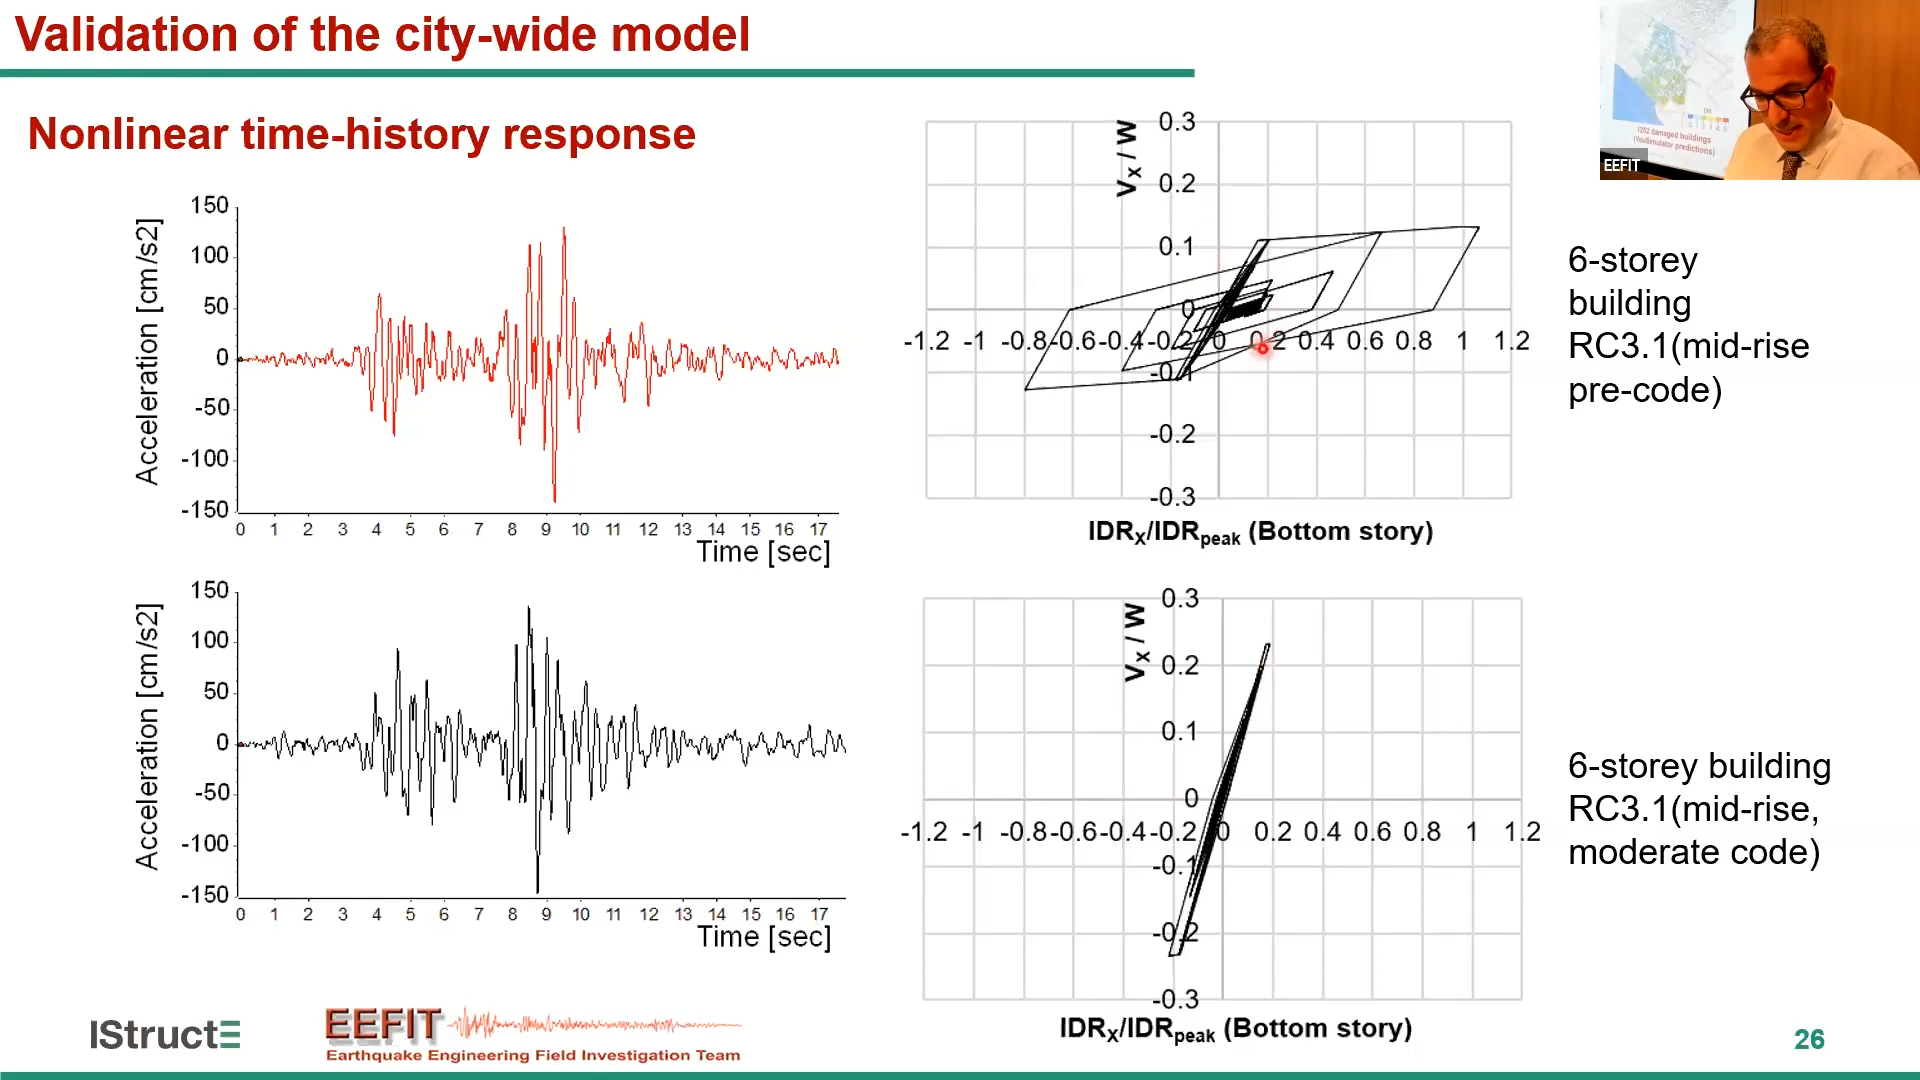 Validation of the city-wide model
Nonlinear time-history response
Acceleration [cm/s2]
150
100
50
0
-50
-100
-150
0 1 2 3 4 5 6 7 8 9 10 11 12 13 14 15 16 17
Time [sec]
Vx / W
0.3
0.2
0.1
0
-0.1
-0.2
-0.3
-1.2 -1 -0.8 -0.6 -0.4 -0.2 0 0.2 0.4 0.6 0.8 1 1.2
IDRX/IDRpeak (Bottom story)
6-storey
building
RC3.1(mid-rise
pre-code)
Acceleration [cm/s2]
150
100
50
0
-50
-100
-150
0 1 2 3 4 5 6 7 8 9 10 11 12 13 14 15 16 17
Time [sec]
Vx / W
0.3
0.2
0.1
0
-0.1
-0.2
-0.3
-1.2 -1 -0.8 -0.6 -0.4 -0.2 0 0.2 0.4 0.6 0.8 1 1.2
IDRX/IDRpeak (Bottom story)
6-storey building
RC3.1(mid-rise,
moderate code)
1252 damaged buildings
(YouSimulator predictions)
EEFIT
IStructE
EEFIT
Earthquake Engineering Field Investigation Team
26